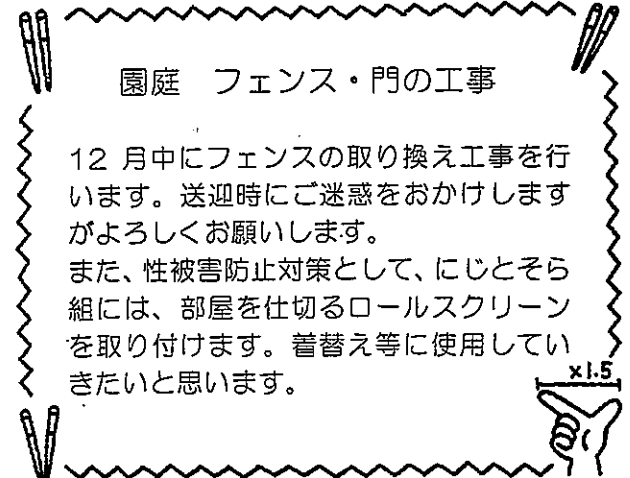 園庭　フェンス・門の工事
12 月中にフェンスの取り換え工事を行
います。送迎時にご迷惑をおかけします
がよろしくお願いします。
また、性被害防止対策として、にじとそら
組には、部屋を仕切るロールスクリーン
を取り付けます。着替え等に使用してい
きたいと思います。
×1.5